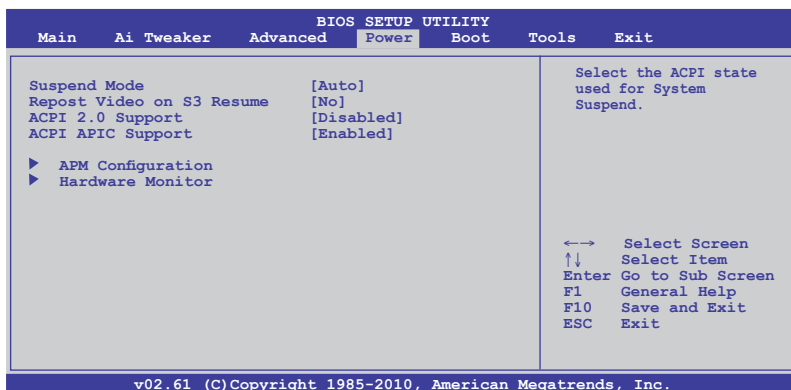 BIOS SETUP UTILITY
Main Ai Tweaker Advanced Power Boot Tools Exit
Suspend Mode [Auto]
Repost Video on S3 Resume [No]
ACPI 2.0 Support [Disabled]
ACPI APIC Support [Enabled]
▶ APM Configuration
▶ Hardware Monitor
Select the ACPI state
used for System
Suspend.
←→ Select Screen
↑↓ Select Item
Enter Go to Sub Screen
F1 General Help
F10 Save and Exit
ESC Exit
v02.61 (C)Copyright 1985-2010, American Megatrends, Inc.